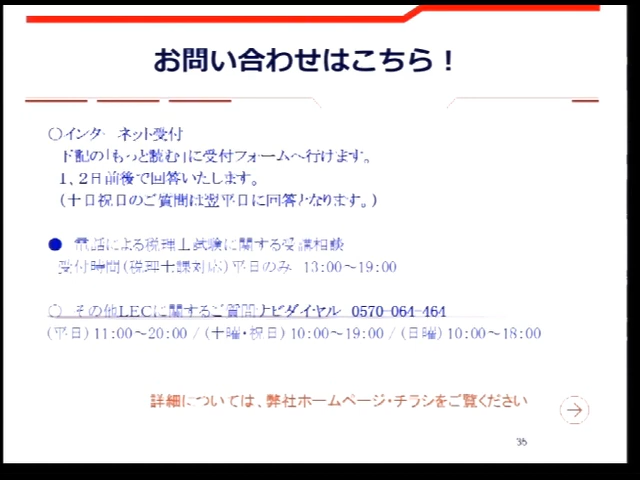 お問い合わせはこちら！
○インターネット受付
下記の「もっと読む」に受付フォームへ行けます。
１、２日前後で回答いたします。
（土日祝日のご質問は翌平日に回答となります。）
● 電話による税理士試験に関する受講相談
受付時間（税理士課対応）平日のみ 13:00～19:00
○ その他LECに関するご質問ナビダイヤル 0570-064-464
（平日）11:00～20:00 /（土曜・祝日）10:00～19:00 /（日曜）10:00～18:00
詳細については、弊社ホームページ・チラシをご覧ください
35